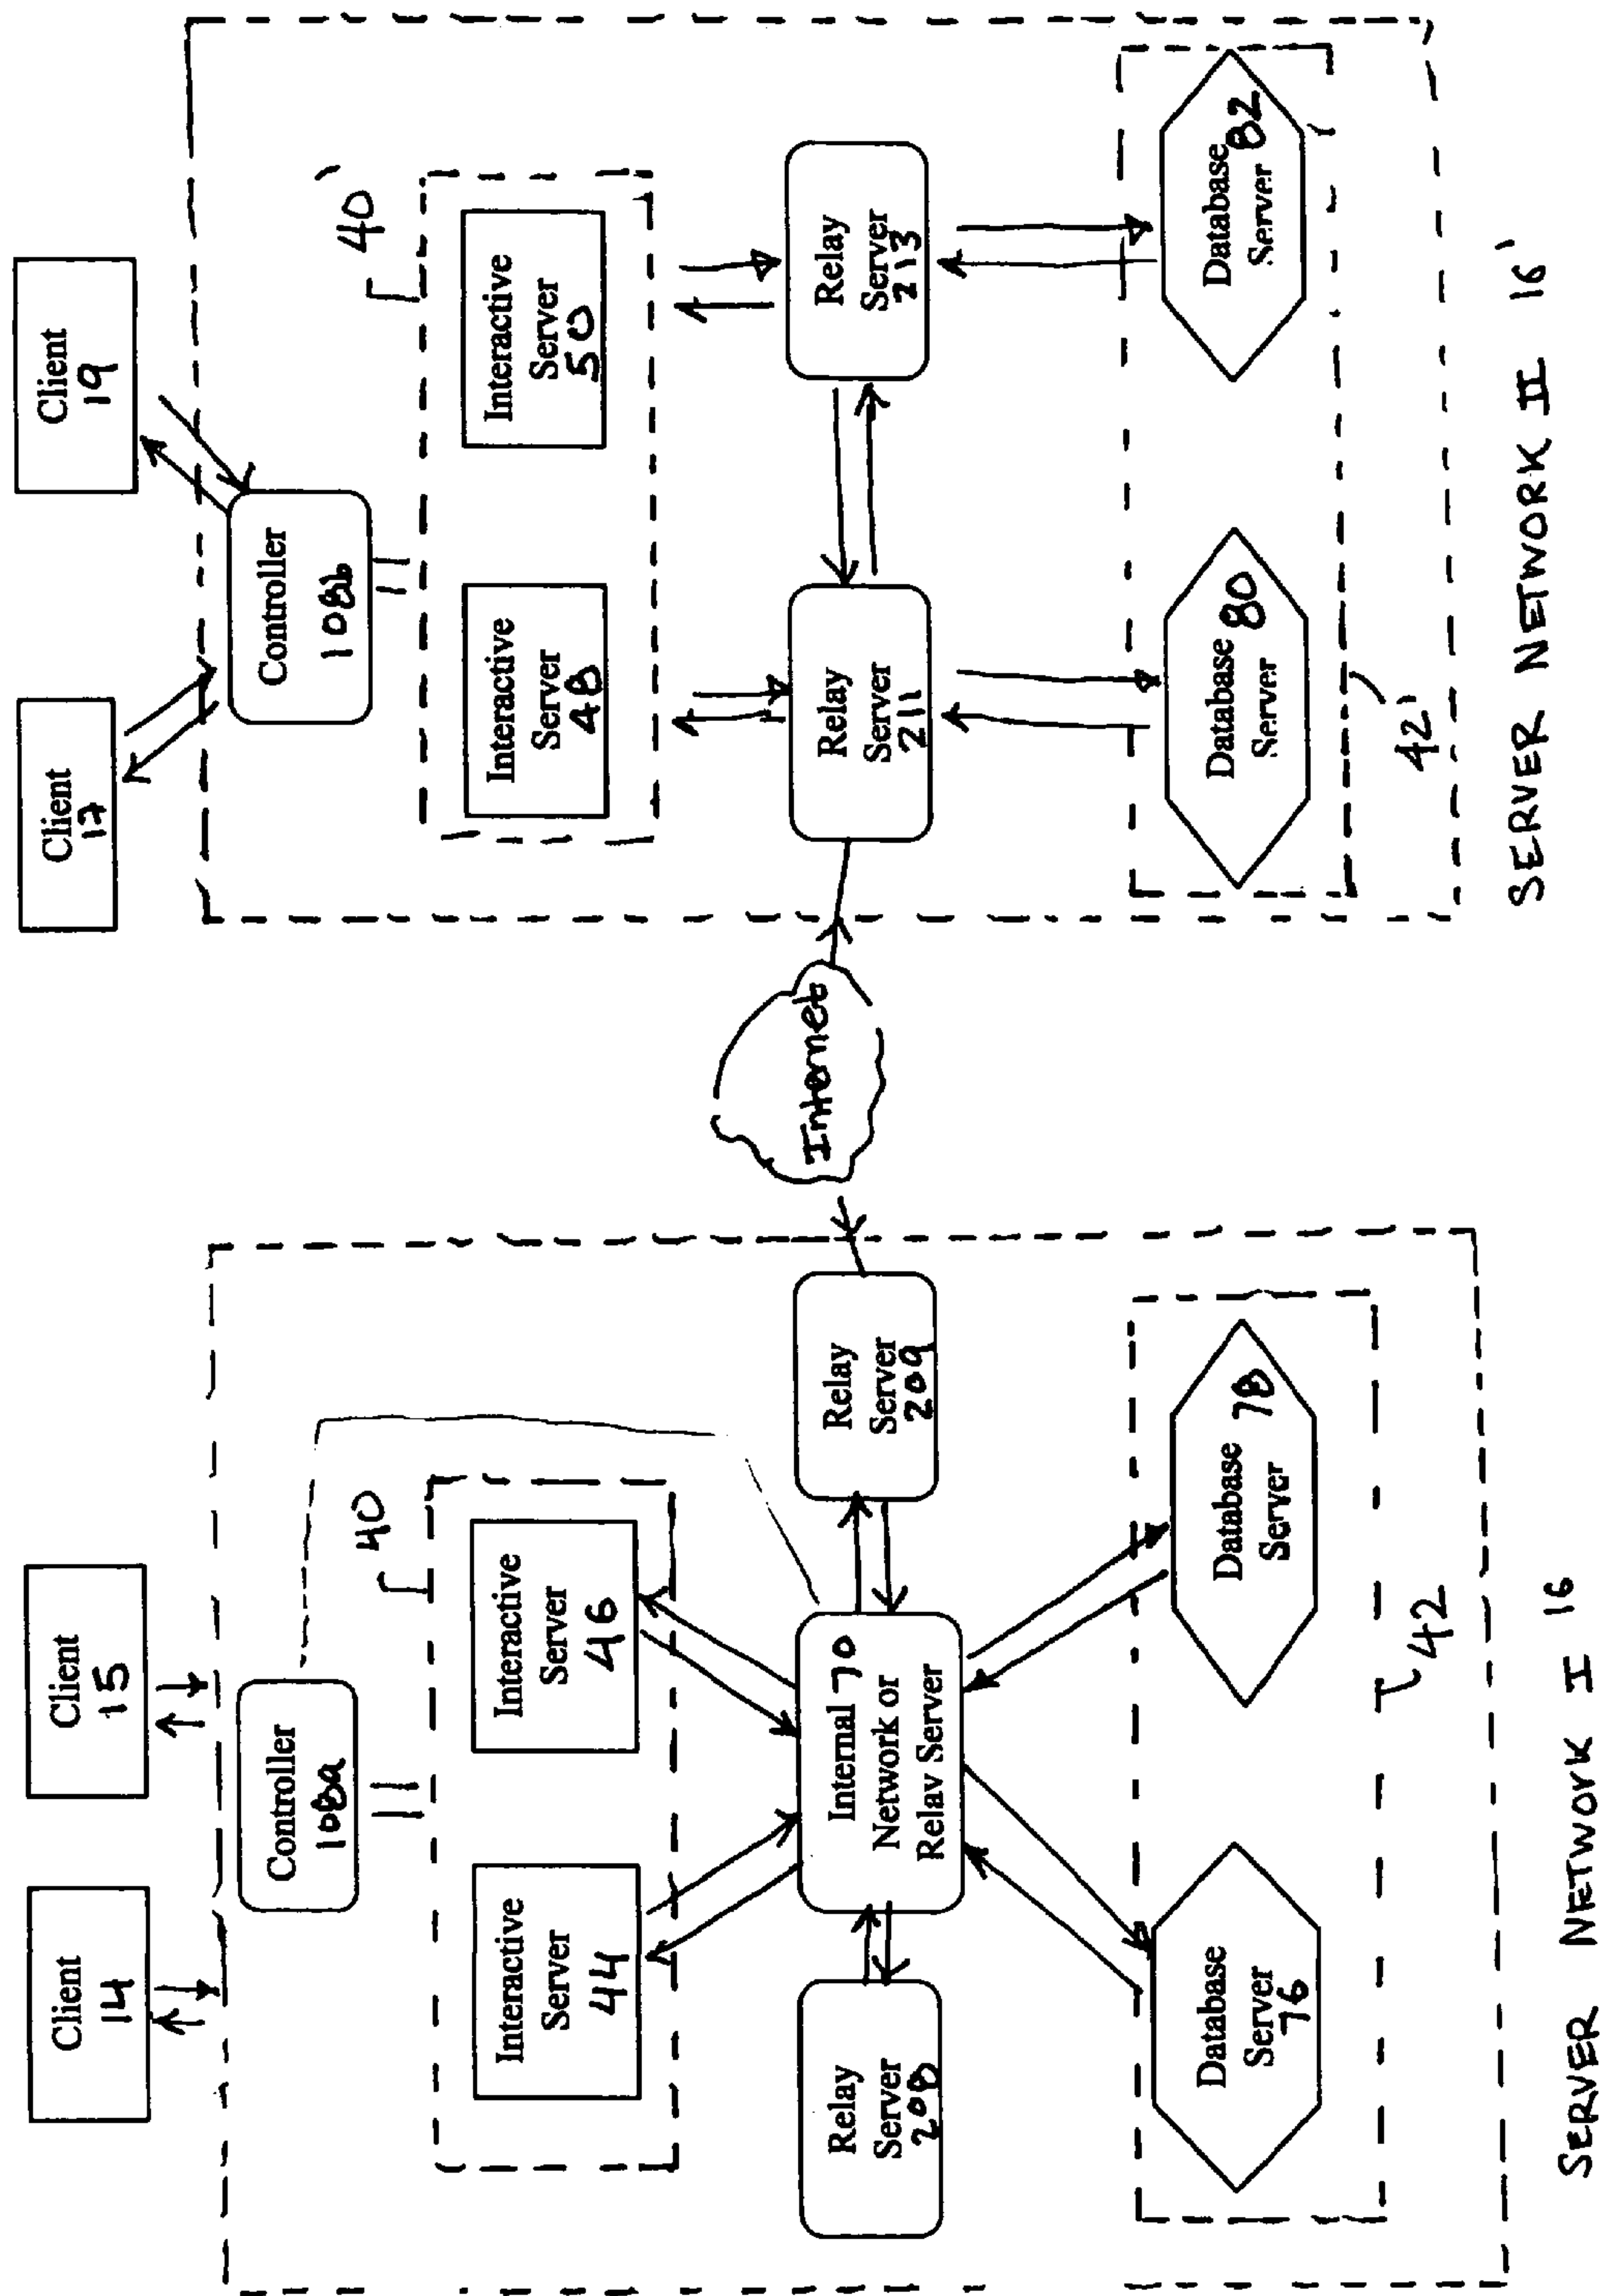 Client
14
Client
15
Client
17
Client
19
Controller
108a
Controller
108b
40
40'
Interactive
Server
44
Interactive
Server
46
Interactive
Server
48
Interactive
Server
50
Relay
Server
208
Internal 70
Network or
Relay Server
Relay
Server
209
Internet
Relay
Server
211
Relay
Server
213
Database
Server
76
Database 78
Server
Database 80
Server
Database 82
Server
42
42'
SERVER NETWORK I 16
SERVER NETWORK II 16'